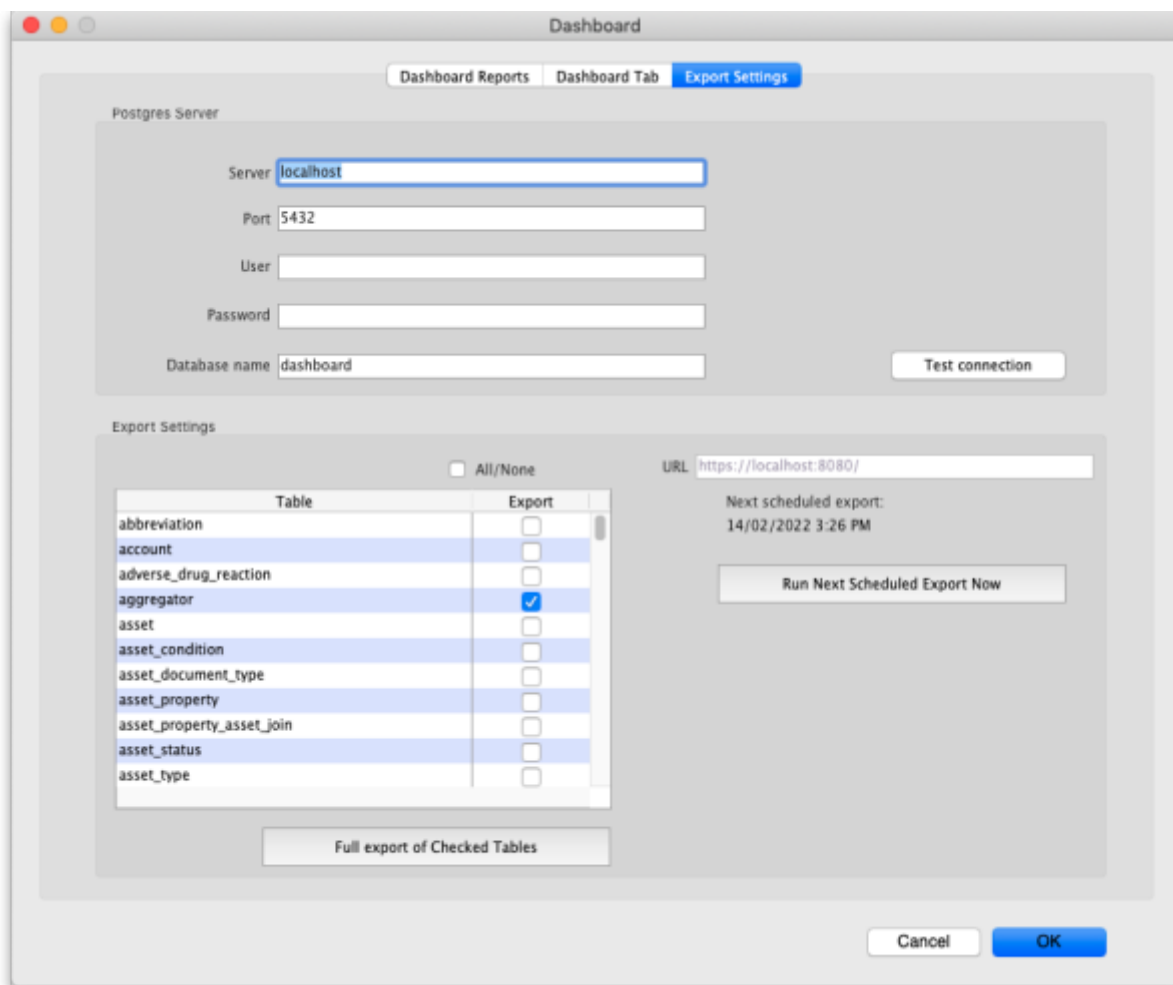 Dashboard
Dashboard Reports Dashboard Tab Export Settings
Postgres Server
Server localhost
Port 5432
User
Password
Database name dashboard
Test connection
Export Settings
All/None
Table Export
abbreviation
account
adverse_drug_reaction
aggregator
asset
asset_condition
asset_document_type
asset_property
asset_property_asset_join
asset_status
asset_type
Full export of Checked Tables
URL https://localhost:8080/
Next scheduled export:
14/02/2022 3:26 PM
Run Next Scheduled Export Now
Cancel OK